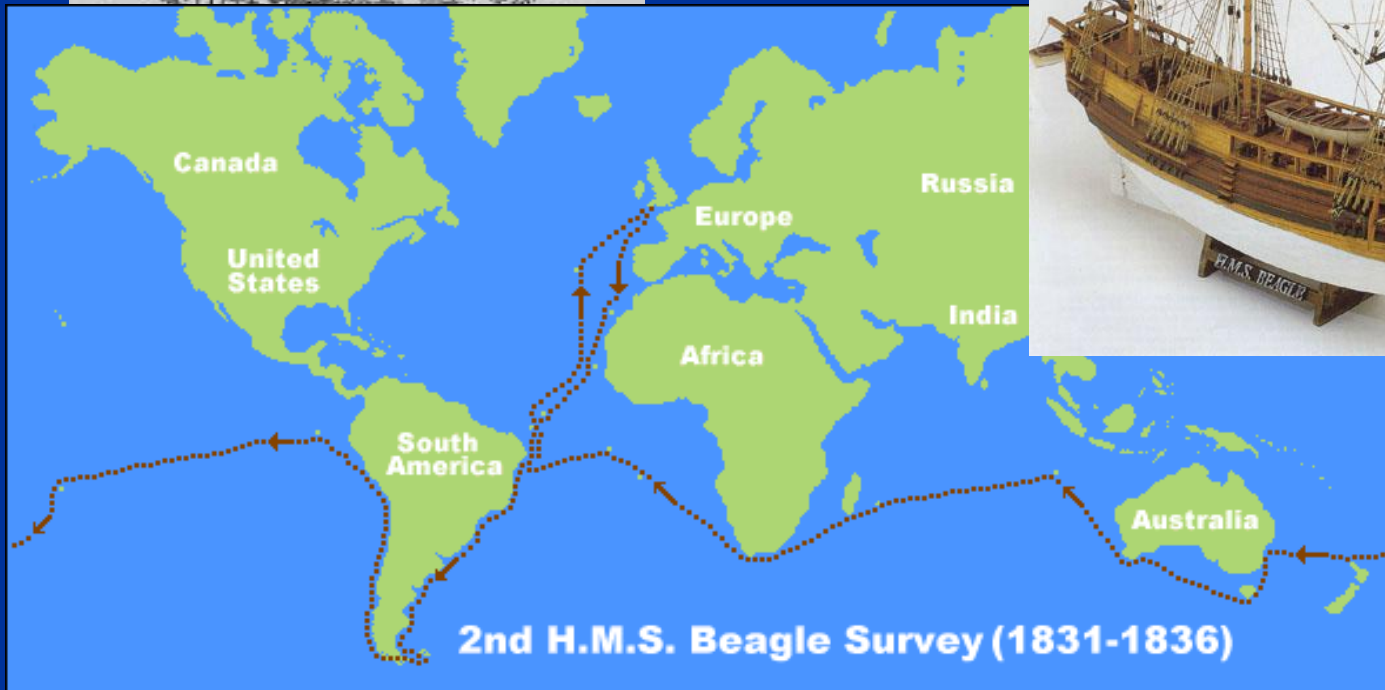 Canada
Russia
Europe
United
States
India
Africa
H.M.S. BEAGLE
South
America
Australia
2nd H.M.S. Beagle Survey (1831-1836)